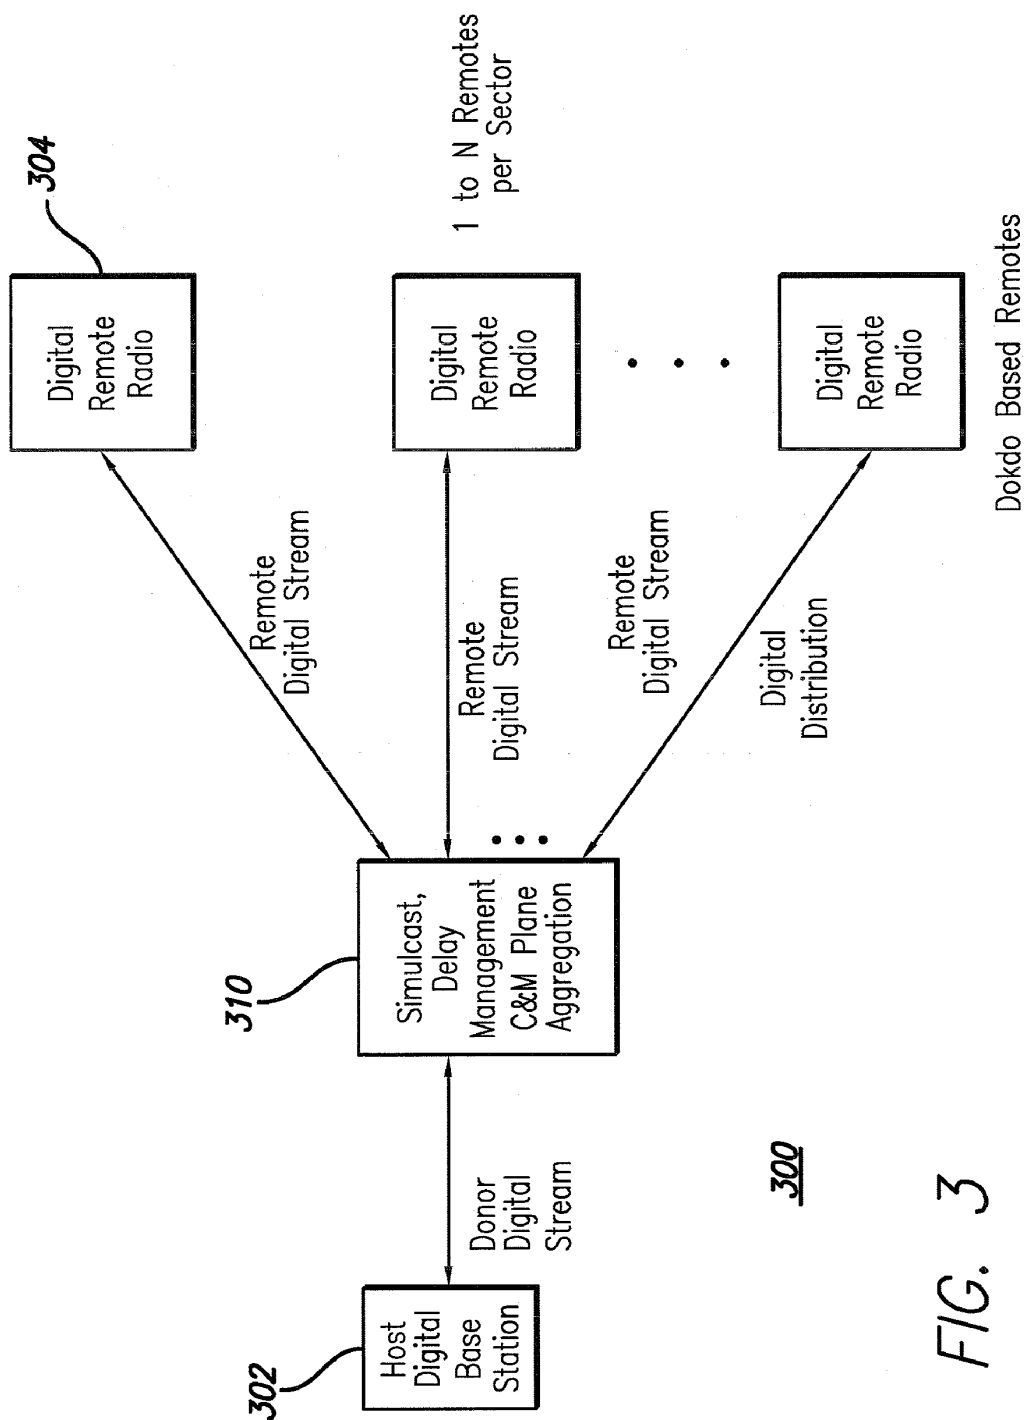 304
Digital
Remote
Radio
Digital
Remote
Radio
Digital
Remote
Radio
1 to N Remotes
per Sector
Dokdo Based Remotes
Remote
Digital Stream
Remote
Digital Stream
Remote
Digital Stream
Digital
Distribution
310
Simulcast,
Delay
Management
C&M Plane
Aggregation
Donor
Digital
Stream
302
Host
Digital
Base
Station
300
FIG. 3